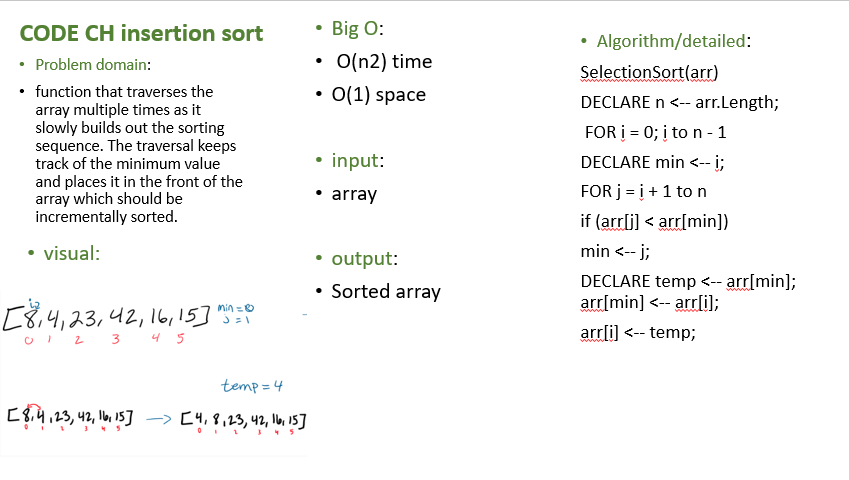 CODE CH insertion sort
• Problem domain:
• function that traverses the
array multiple times as it
slowly builds out the sorting
sequence. The traversal keeps
track of the minimum value
and places it in the front of the
array which should be
incrementally sorted.
• visual:
[8,4,23,42,16,15] min = 0
j = 1
0 1 2 3 4 5
temp = 4
[8,4,23,42,16,15] → [4,8,23,42,16,15]
0 1 2 3 4 5 0 1 2 3 4 5
• Big O:
• O(n2) time
• O(1) space
• input:
• array
• output:
• Sorted array
• Algorithm/detailed:
SelectionSort(arr)
DECLARE n <-- arr.Length;
FOR i = 0; i to n - 1
DECLARE min <-- i;
FOR j = i + 1 to n
if (arr[j] < arr[min])
min <-- j;
DECLARE temp <-- arr[min];
arr[min] <-- arr[i];
arr[i] <-- temp;